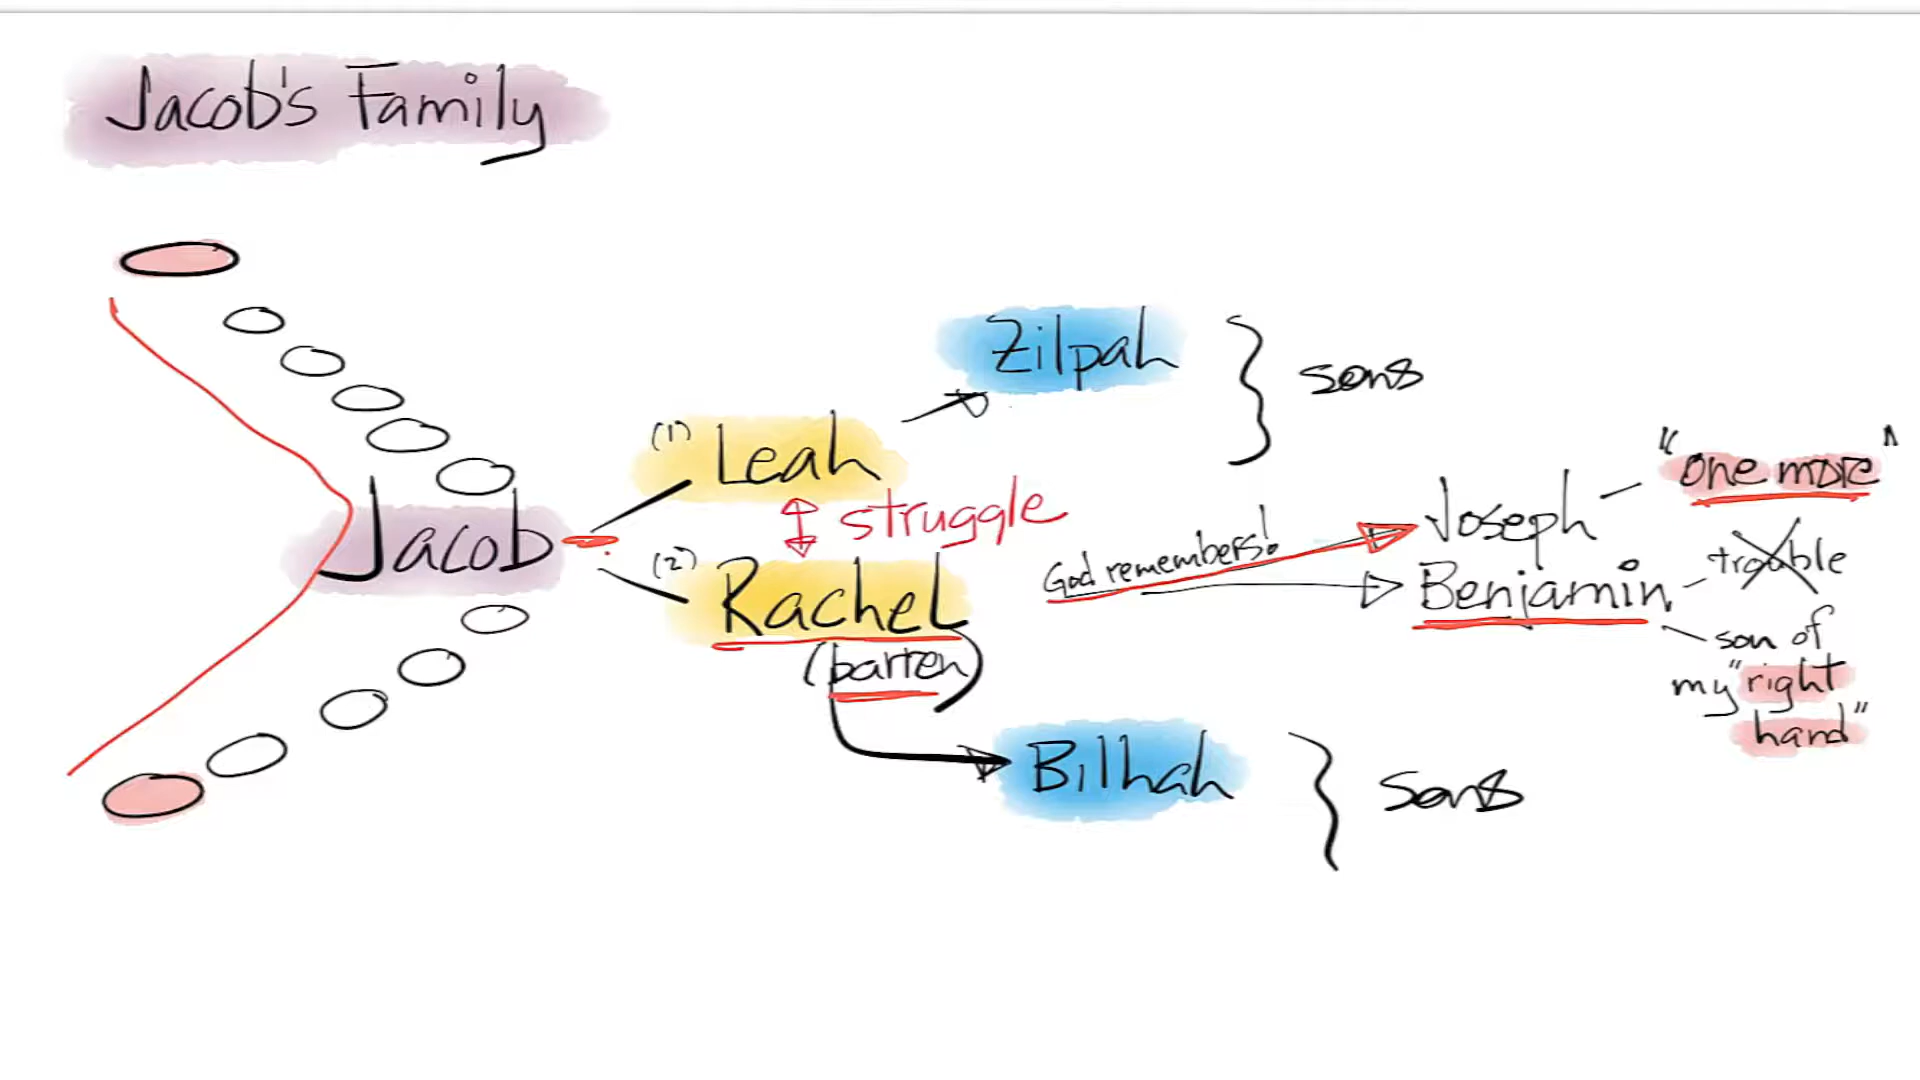 Jacob's Family
Zilpah
sons
(1) Leah
struggle
Jacob
(2) Rachel
(barren)
God remembers!
Joseph
"one more"
Benjamin
trouble
son of
my "right
hand"
Bilhah
sons